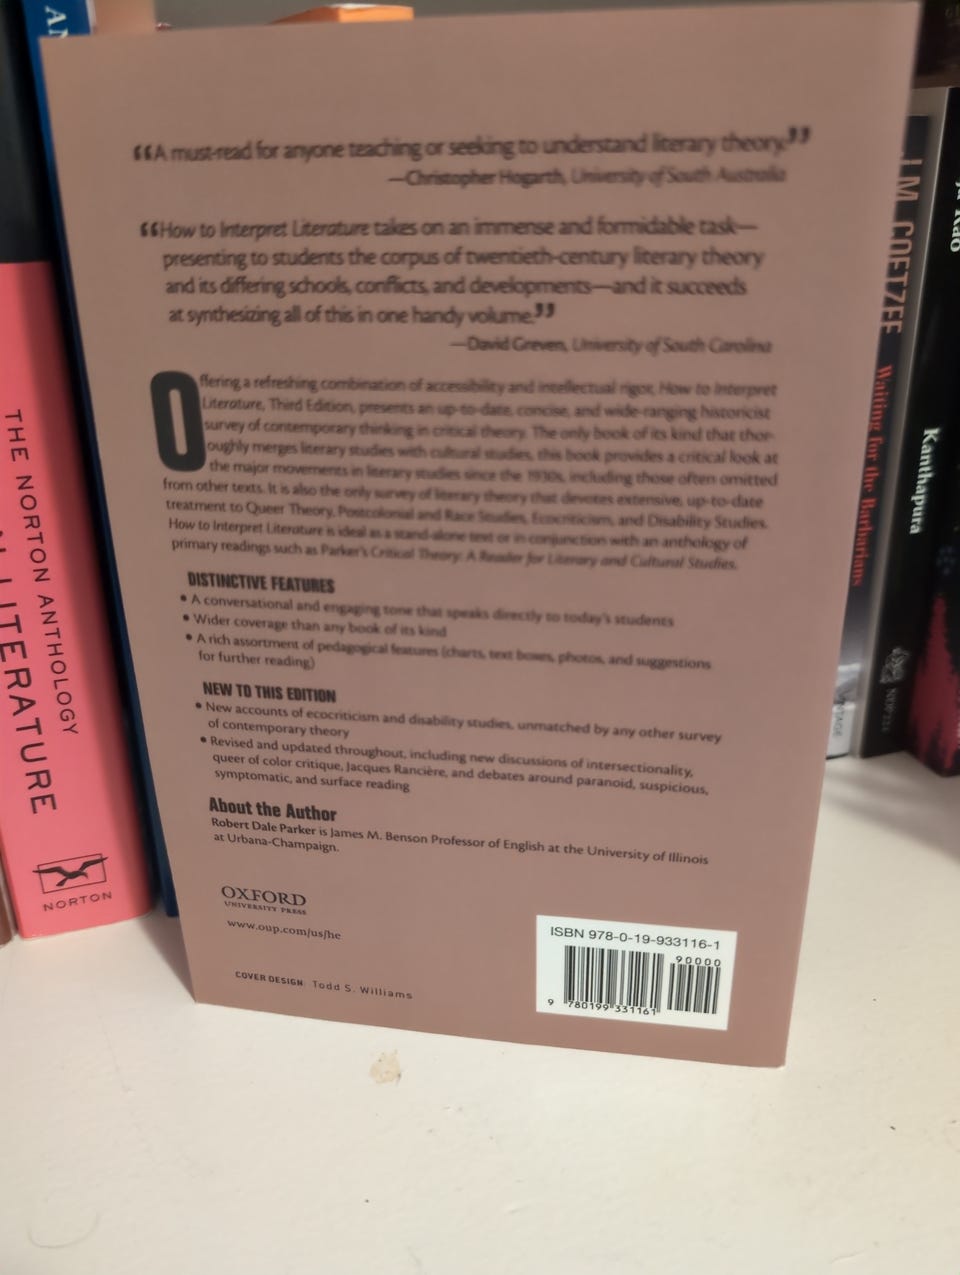 “A must-read for anyone teaching or seeking to understand literary theory.”
—Christopher Hogarth, University of South Australia
“How to Interpret Literature takes on an immense and formidable task—
presenting to students the corpus of twentieth-century literary theory
and its differing schools, conflicts, and developments—and it succeeds
at synthesizing all of this in one handy volume.”
—David Greven, University of South Carolina
Offering a refreshing combination of accessibility and intellectual rigor, How to Interpret
Literature, Third Edition, presents an up-to-date, concise, and wide-ranging historicist
survey of contemporary thinking in critical theory. The only book of its kind that thor-
oughly merges literary studies with cultural studies, this book provides a critical look at
the major movements in literary studies since the 1930s, including those often omitted
from other texts. It is also the only survey of literary theory that devotes extensive, up-to-date
treatment to Queer Theory, Postcolonial and Race Studies, Ecocriticism, and Disability Studies.
How to Interpret Literature is ideal as a stand-alone text or in conjunction with an anthology of
primary readings such as Parker's Critical Theory: A Reader for Literary and Cultural Studies.
DISTINCTIVE FEATURES
• A conversational and engaging tone that speaks directly to today's students
• Wider coverage than any book of its kind
• A rich assortment of pedagogical features (charts, text boxes, photos, and suggestions
for further reading)
NEW TO THIS EDITION
• New accounts of ecocriticism and disability studies, unmatched by any other survey
of contemporary theory
• Revised and updated throughout, including new discussions of intersectionality,
queer of color critique, Jacques Rancière, and debates around paranoid, suspicious,
symptomatic, and surface reading
About the Author
Robert Dale Parker is James M. Benson Professor of English at the University of Illinois
at Urbana-Champaign.
OXFORD
UNIVERSITY PRESS
www.oup.com/us/he
COVER DESIGN: Todd S. Williams
ISBN 978-0-19-933116-1
90000
9 780199 331161
THE NORTON ANTHOLOGY
LITERATURE
NORTON
J.M. COETZEE Waiting for the Barbarians
Rao
Kanthapura
NDP224